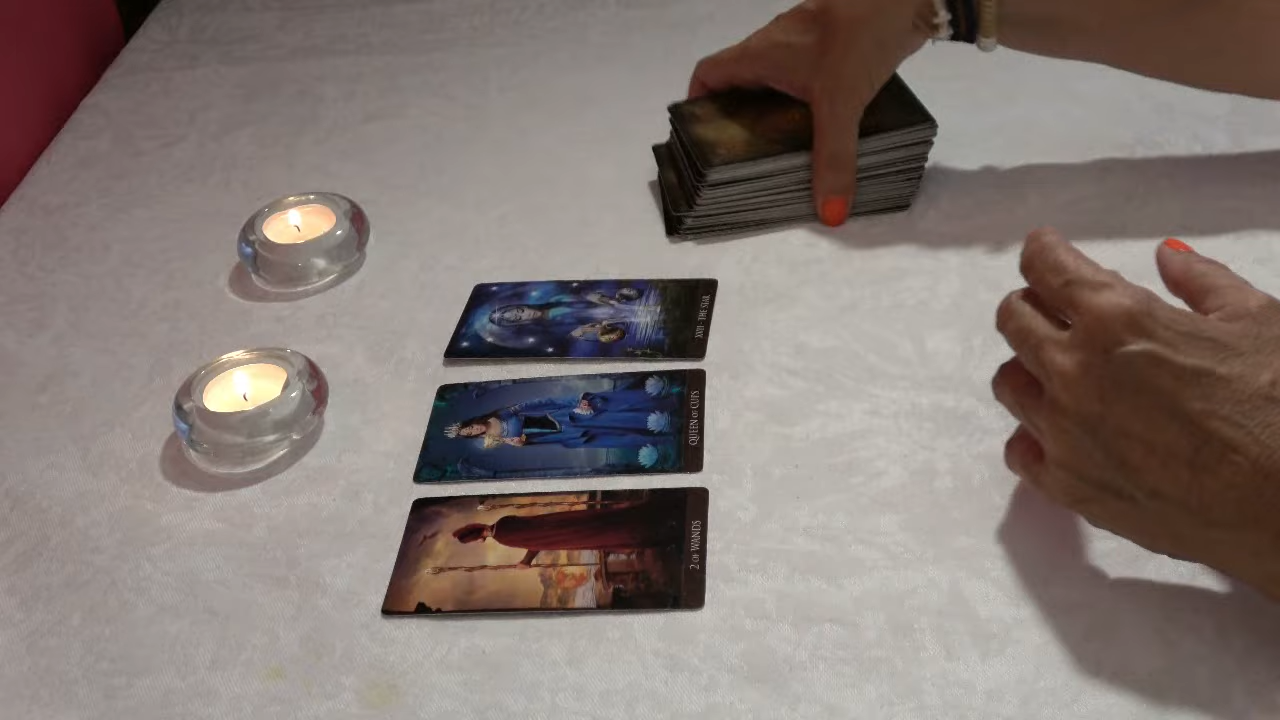 XVII - THE STAR
QUEEN OF CUPS
2 OF WANDS